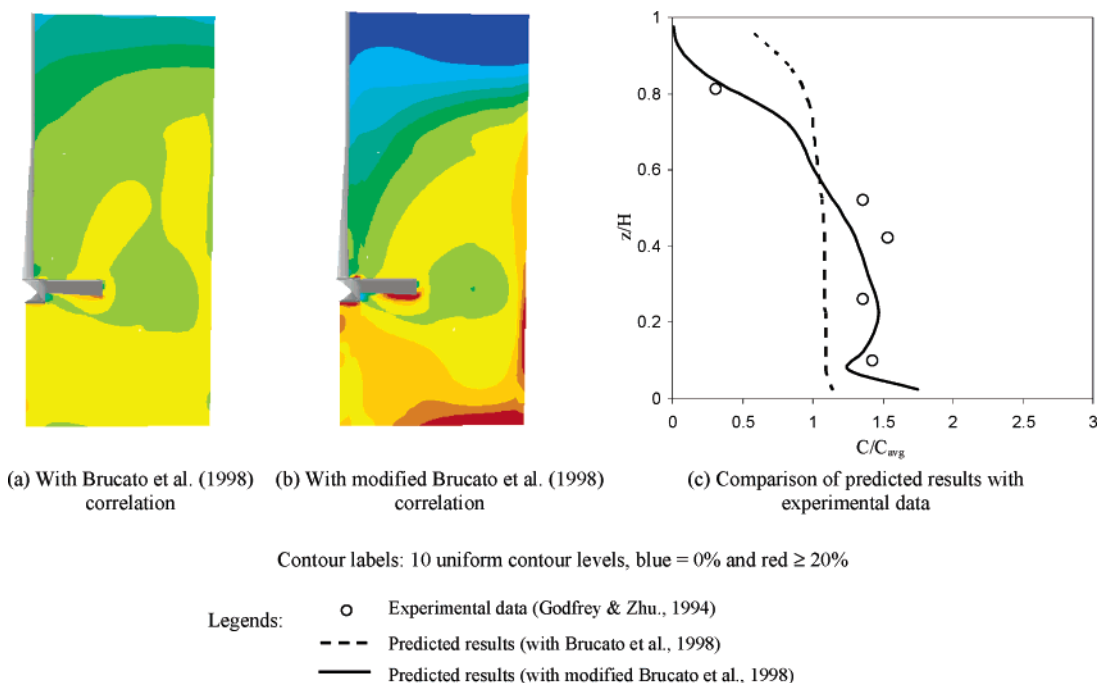 1
0.8
0.6
0.4
0.2
0
z/H
0 0.5 1 1.5 2 2.5 3
C/Cavg
(a) With Brucato et al. (1998)
correlation
(b) With modified Brucato et al. (1998)
correlation
(c) Comparison of predicted results with
experimental data
Contour labels: 10 uniform contour levels, blue = 0% and red ≥ 20%
Legends:
Experimental data (Godfrey & Zhu., 1994)
Predicted results (with Brucato et al., 1998)
Predicted results (with modified Brucato et al., 1998)